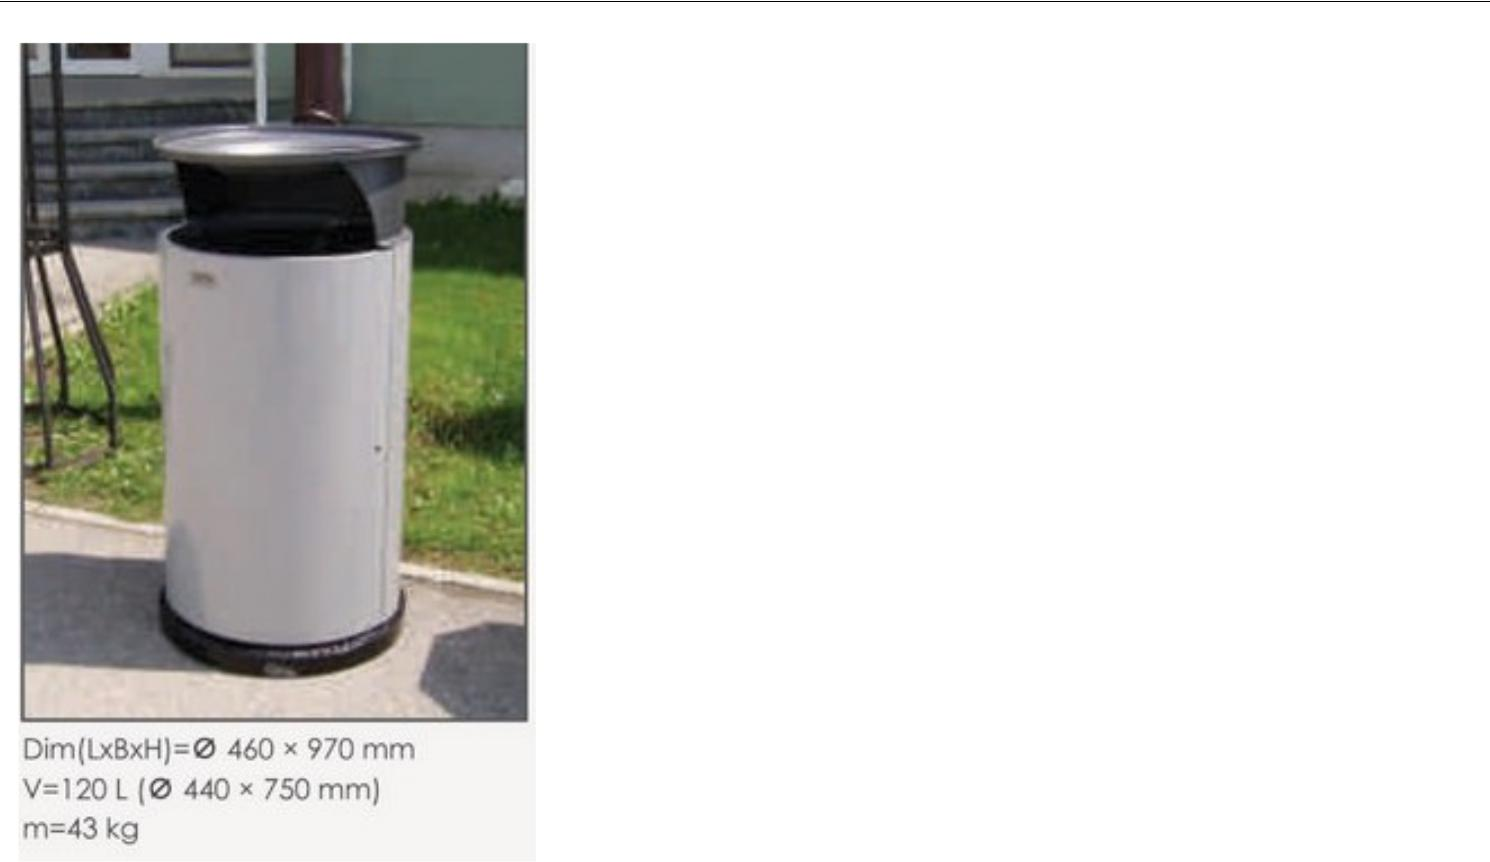 Dim(LxBxH)=Ø 460 × 970 mm
V=120 L (Ø 440 × 750 mm)
m=43 kg